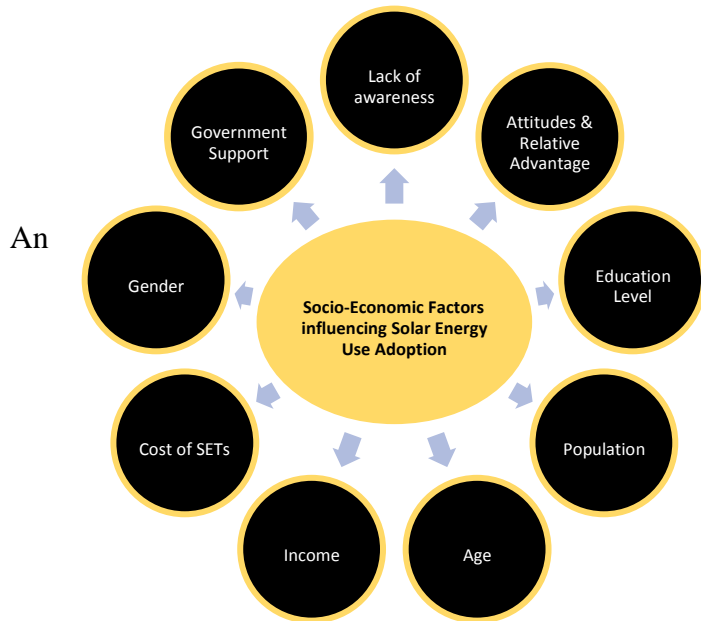 Lack of
awareness
Attitudes &
Relative
Advantage
Government
Support
An
Gender
Education
Level
Socio-Economic Factors
influencing Solar Energy
Use Adoption
Cost of SETs
Population
Income
Age